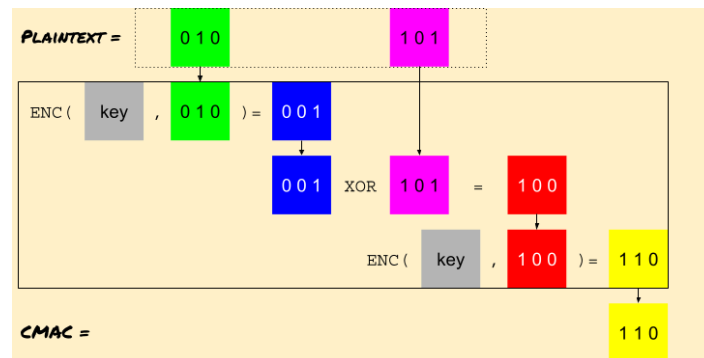 PLAINTEXT = 010 101
ENC( key , 010 )= 001
001 XOR 101 = 100
ENC( key , 100 )= 110
CMAC = 110